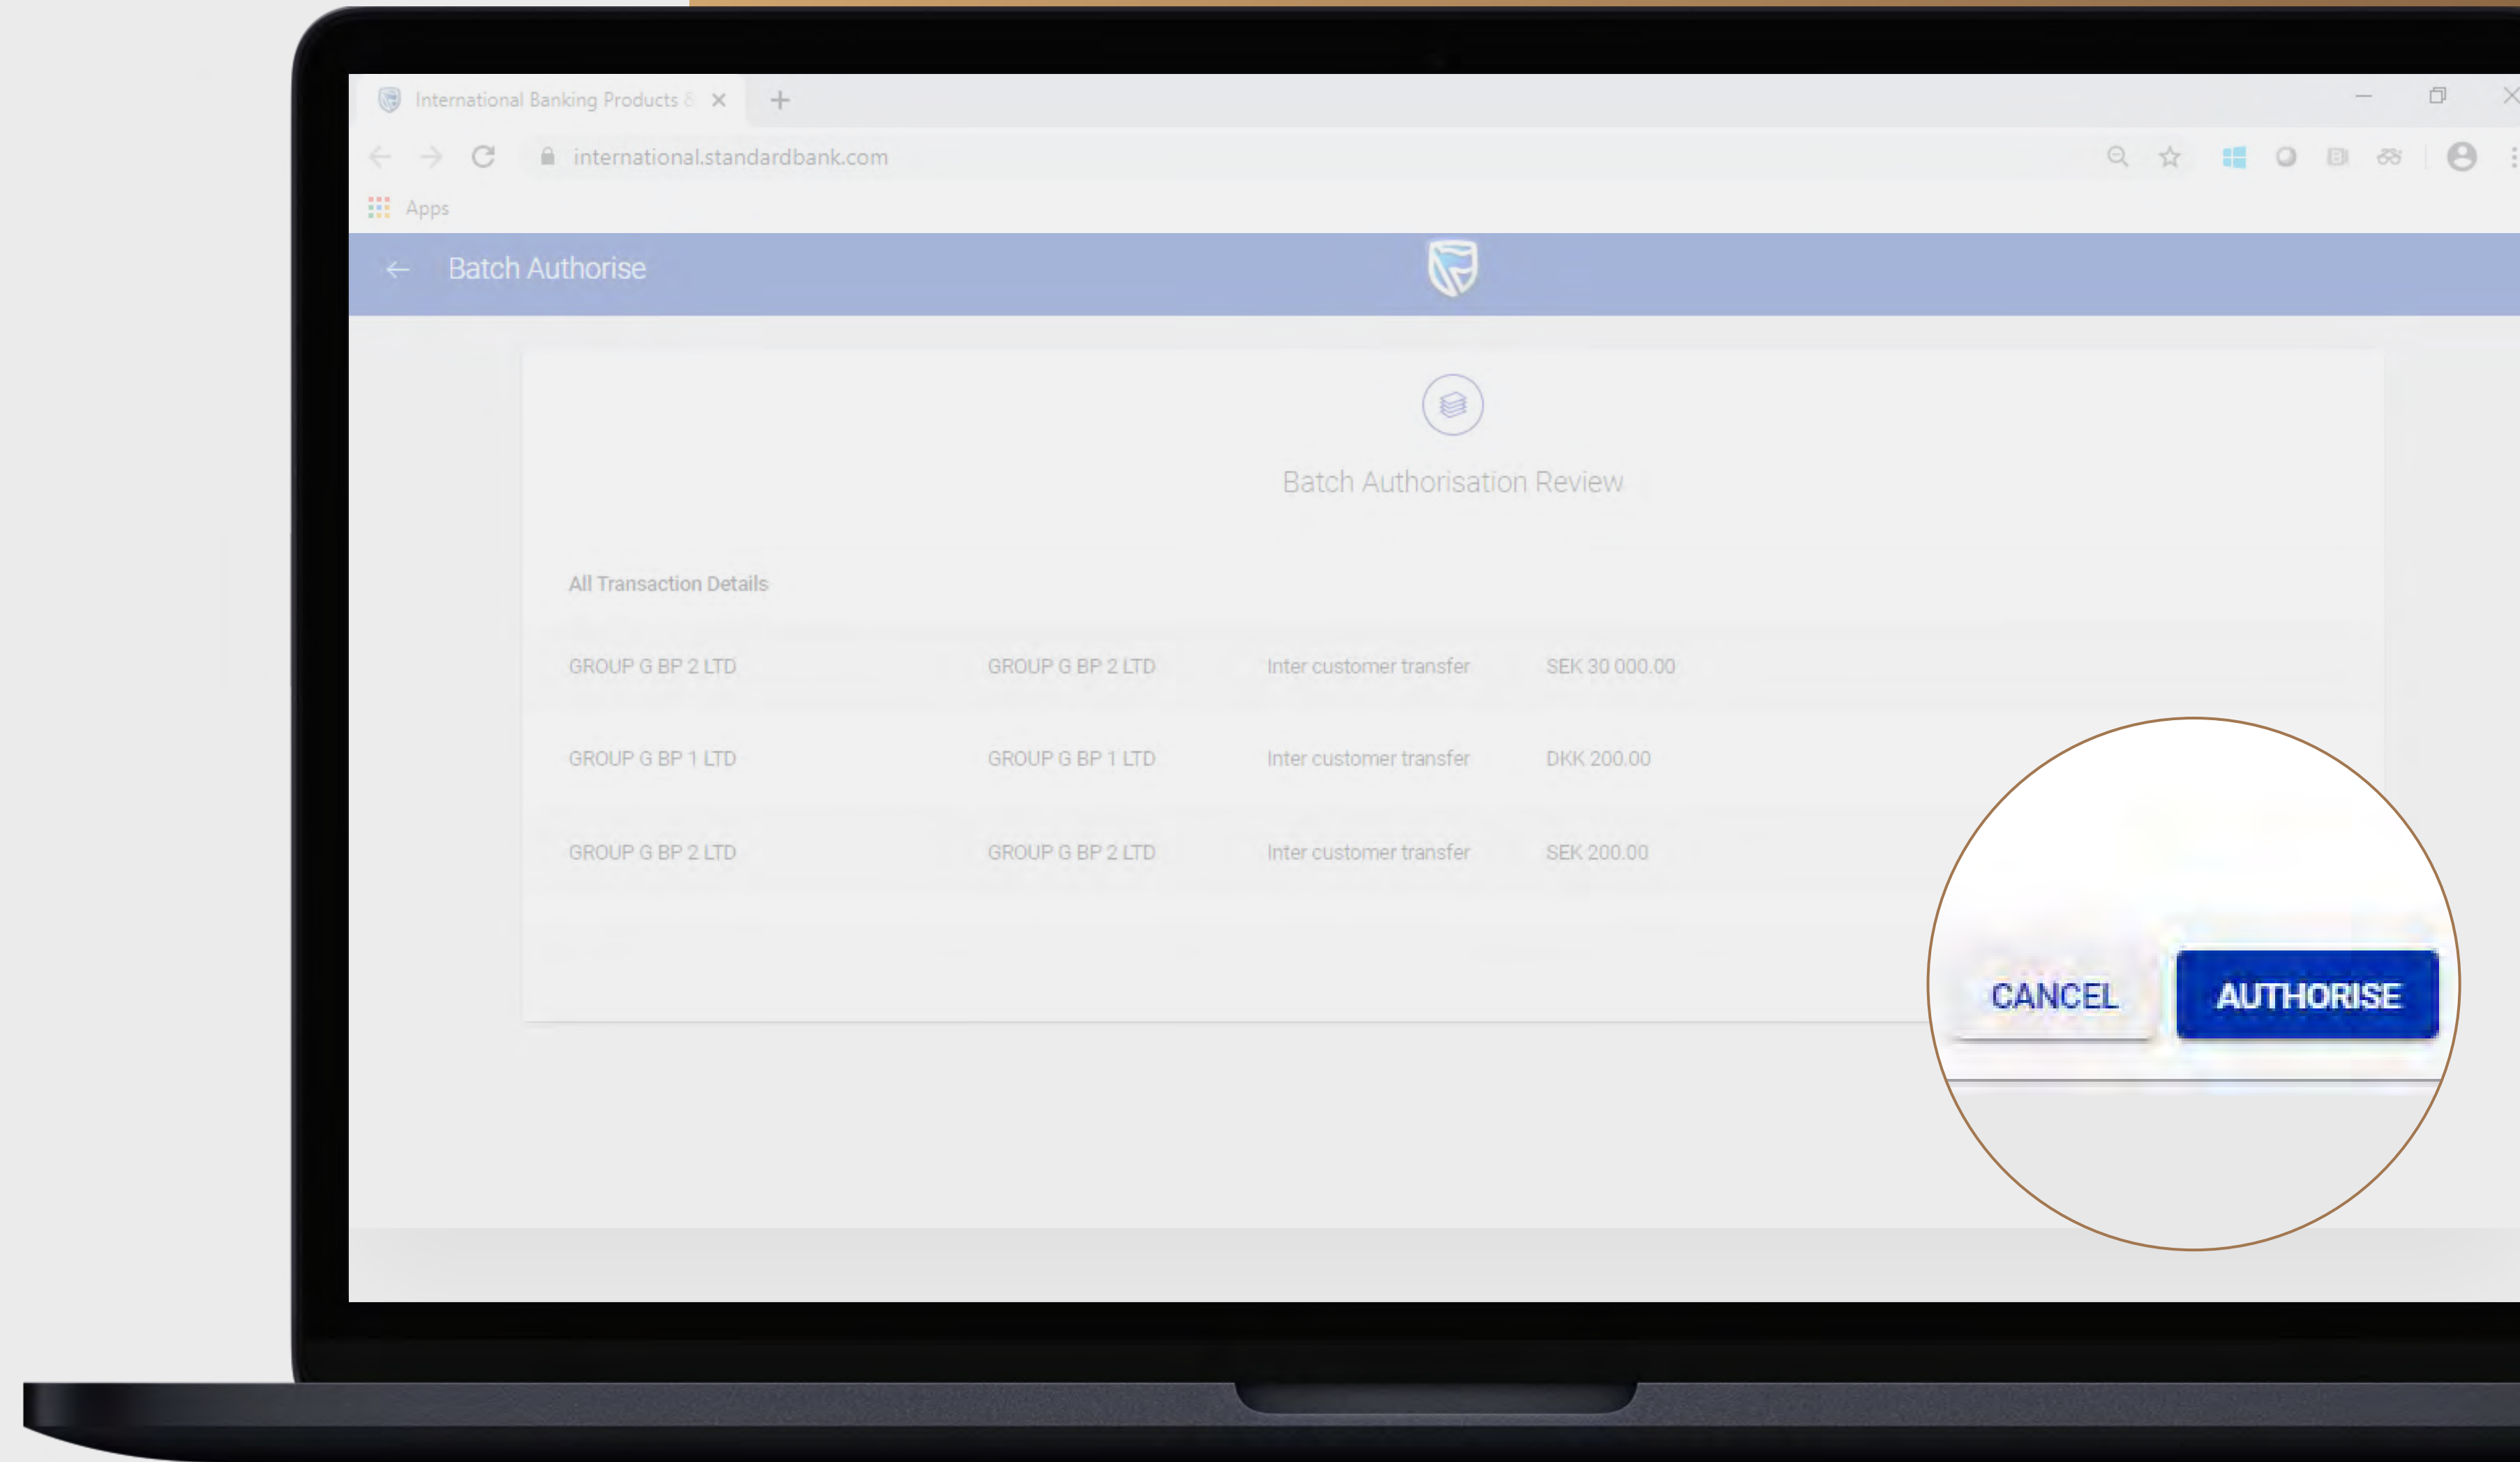 International Banking Products &
international.standardbank.com
Apps
Batch Authorise
Batch Authorisation Review
All Transaction Details
GROUP G BP 2 LTD GROUP G BP 2 LTD Inter customer transfer SEK 30 000.00
GROUP G BP 1 LTD GROUP G BP 1 LTD Inter customer transfer DKK 200.00
GROUP G BP 2 LTD GROUP G BP 2 LTD Inter customer transfer SEK 200.00
CANCEL AUTHORISE